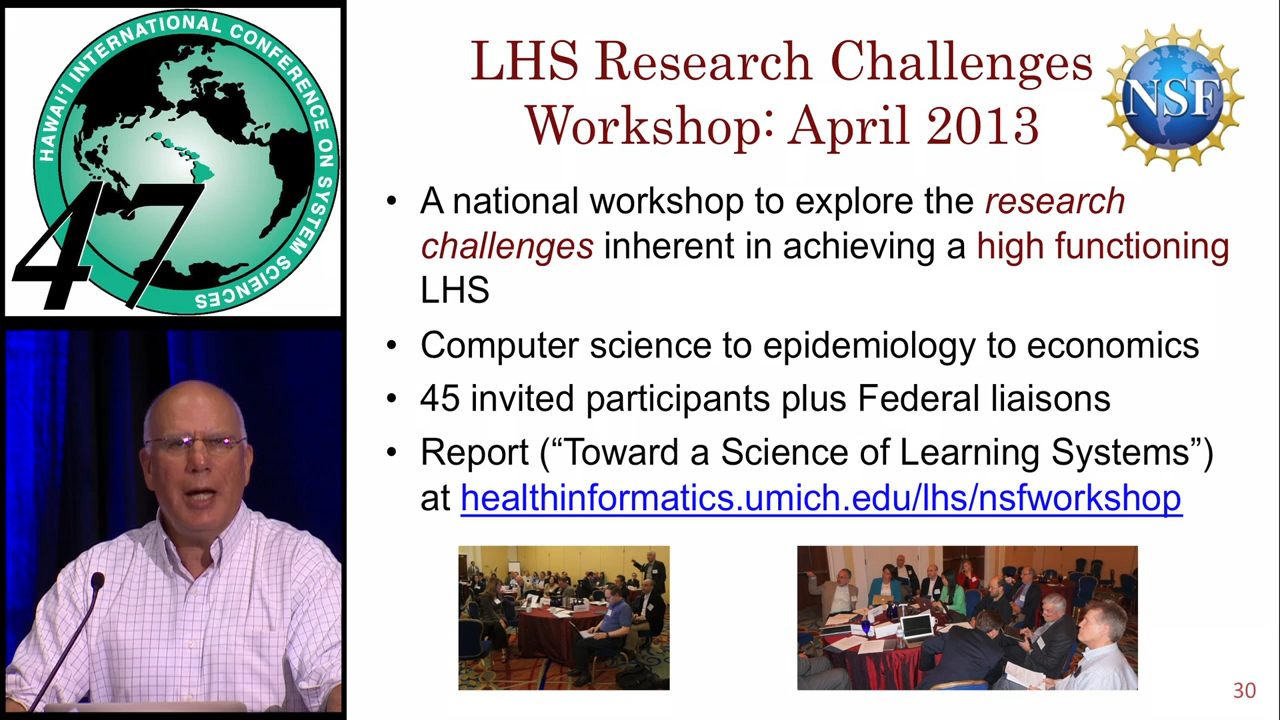 HAWAI'I INTERNATIONAL CONFERENCE ON SYSTEM SCIENCES
47
LHS Research Challenges
Workshop: April 2013
NSF
• A national workshop to explore the research
challenges inherent in achieving a high functioning
LHS
• Computer science to epidemiology to economics
• 45 invited participants plus Federal liaisons
• Report (“Toward a Science of Learning Systems”)
at healthinformatics.umich.edu/lhs/nsfworkshop
30